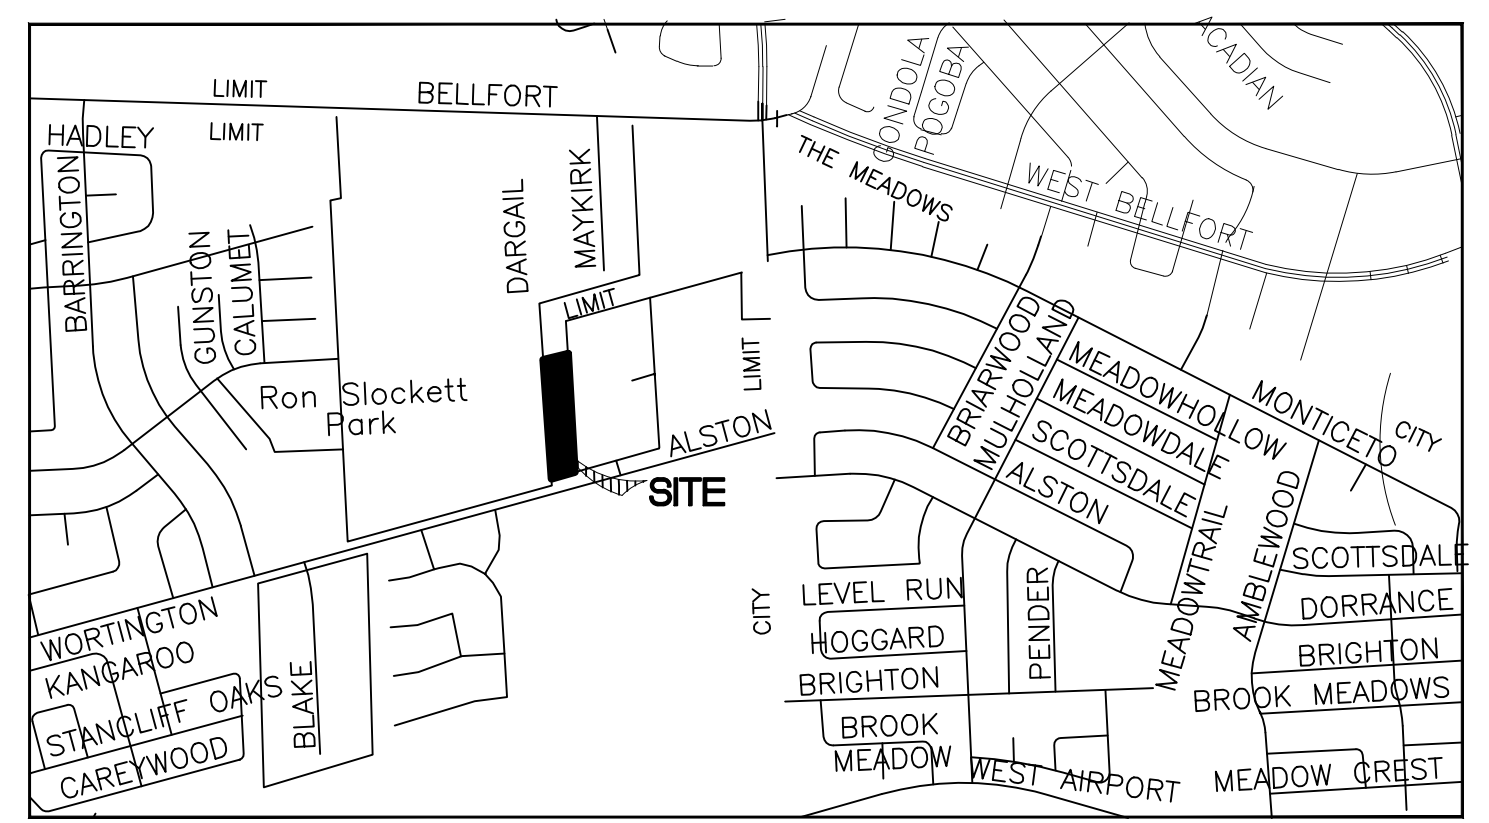 LIMIT
BELLFORT
HADLEY
LIMIT
BARRINGTON
GUNSTON
CALUMET
DARGAIL
MAYKIRK
LIMIT
GONDOLA
POGOBA
ACADIAN
THE MEADOWS
WEST BELLFORT
Ron Slockett
Park
LIMIT
ALSTON
SITE
BRIARWOOD
MULHOLLAND
MEADOWHOLLOW
MEADOWDALE
SCOTTSDALE
ALSTON
MONTICETO
CITY
MEADOWTRAIL
AMBLEWOOD
SCOTTSDALE
DORRANCE
BRIGHTON
BROOK MEADOWS
MEADOW CREST
CITY
LEVEL RUN
HOGGARD
PENDER
BRIGHTON
BROOK
MEADOW
WEST AIRPORT
WORTINGTON
KANGAROO
STANCLIFF OAKS
CAREYWOOD
BLAKE